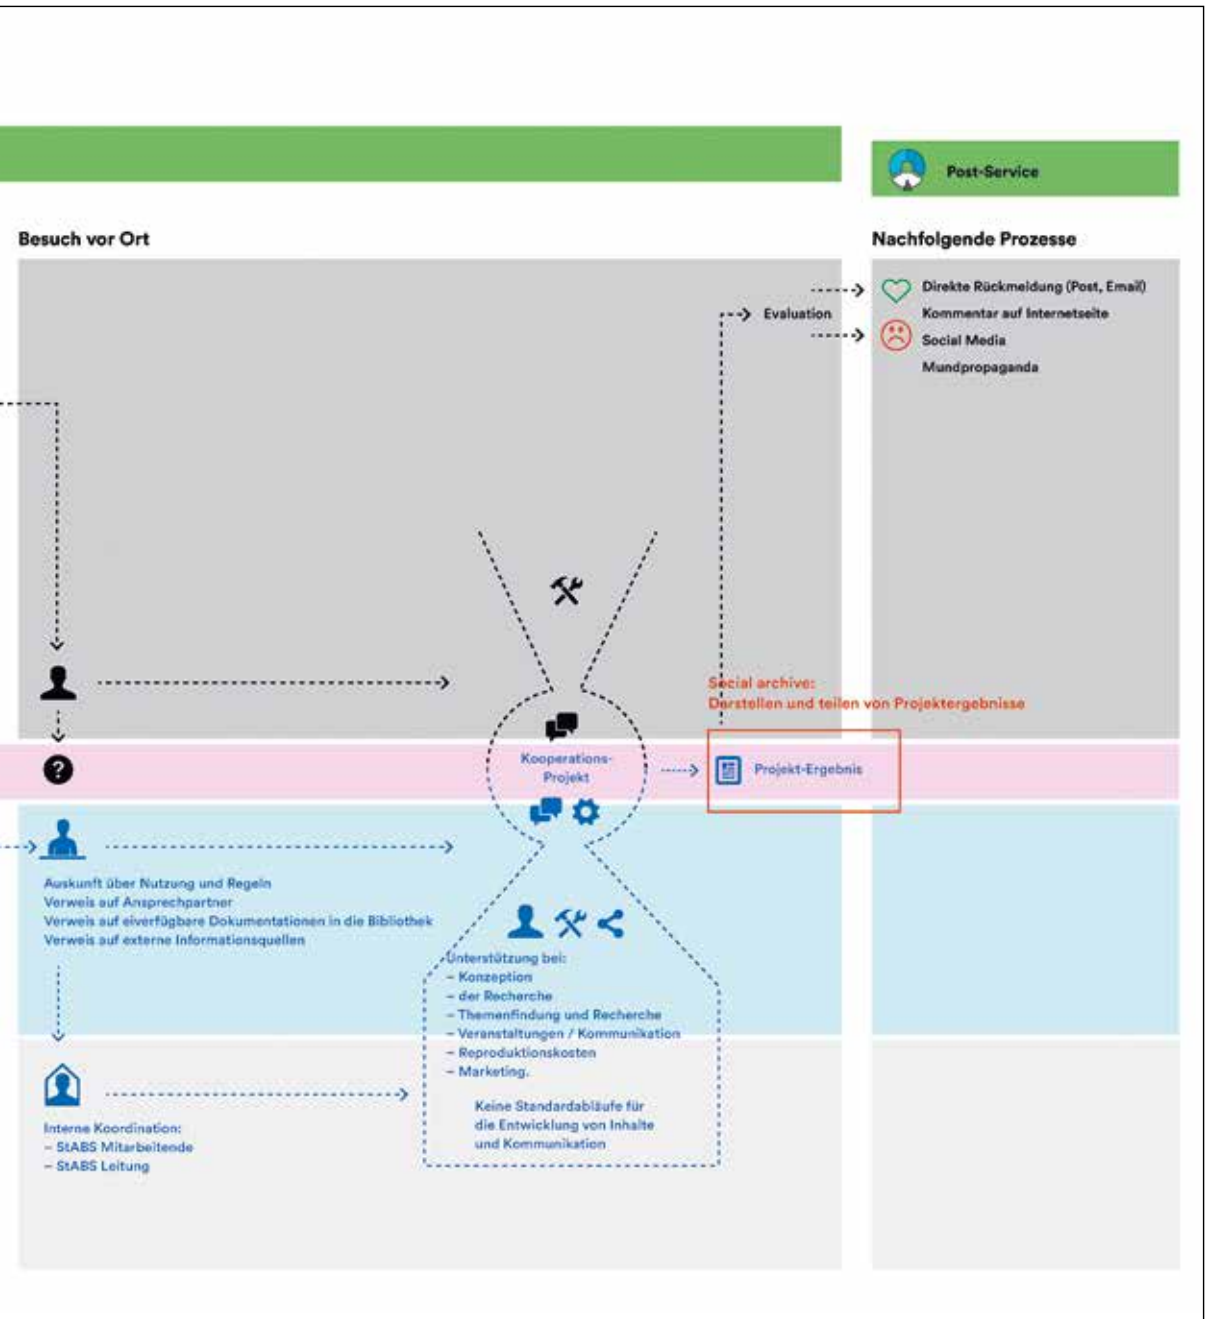 Post-Service
Besuch vor Ort
Nachfolgende Prozesse
Direkte Rückmeldung (Post, Email)
Evaluation
Kommentar auf Internetseite
Social Media
Mundpropaganda
Social archive:
Darstellen und teilen von Projektergebnisse
?
Kooperations-
Projekt
Projekt-Ergebnis
Auskunft über Nutzung und Regeln
Verweis auf Ansprechpartner
Verweis auf eiverfügbare Dokumentationen in die Bibliothek
Verweis auf externe Informationsquellen
Unterstützung bei:
– Konzeption
– der Recherche
– Themenfindung und Recherche
– Veranstaltungen / Kommunikation
– Reproduktionskosten
– Marketing.
Keine Standardabläufe für
die Entwicklung von Inhalte
und Kommunikation
Interne Koordination:
– StABS Mitarbeitende
– StABS Leitung